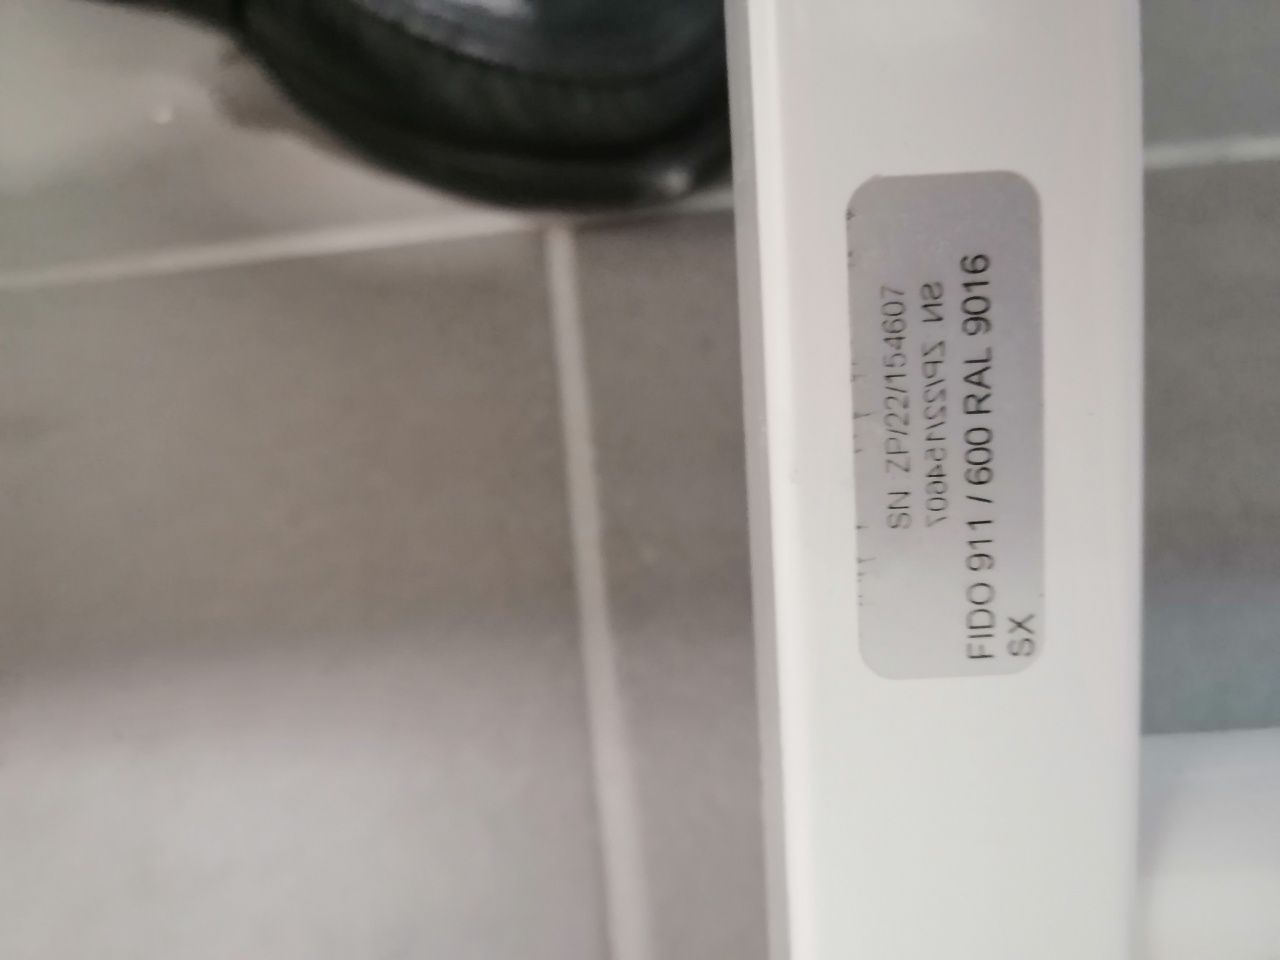 SN ZP/22/154607
SN ZP/22/154607
FIDO 911 / 600 RAL 9016
SX